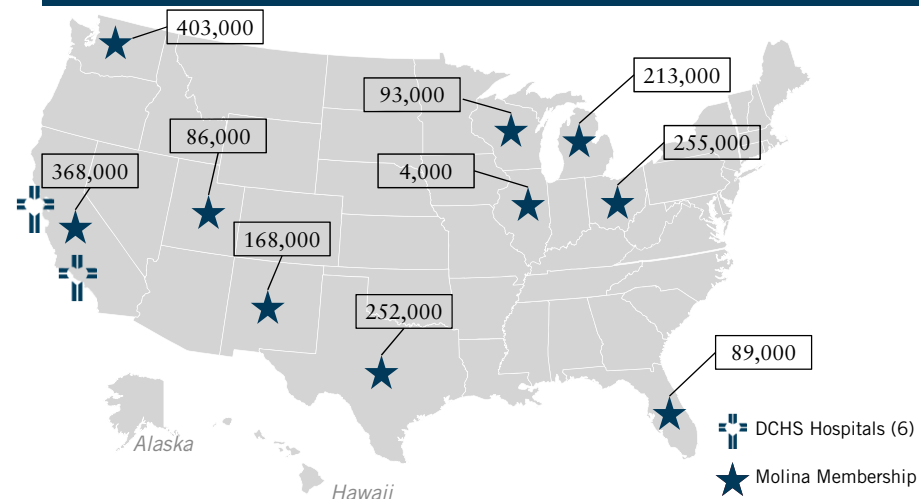 403,000
213,000
93,000
86,000
255,000
368,000
4,000
168,000
252,000
89,000
DCHS Hospitals (6)
Alaska
Molina Membership
Hawaii